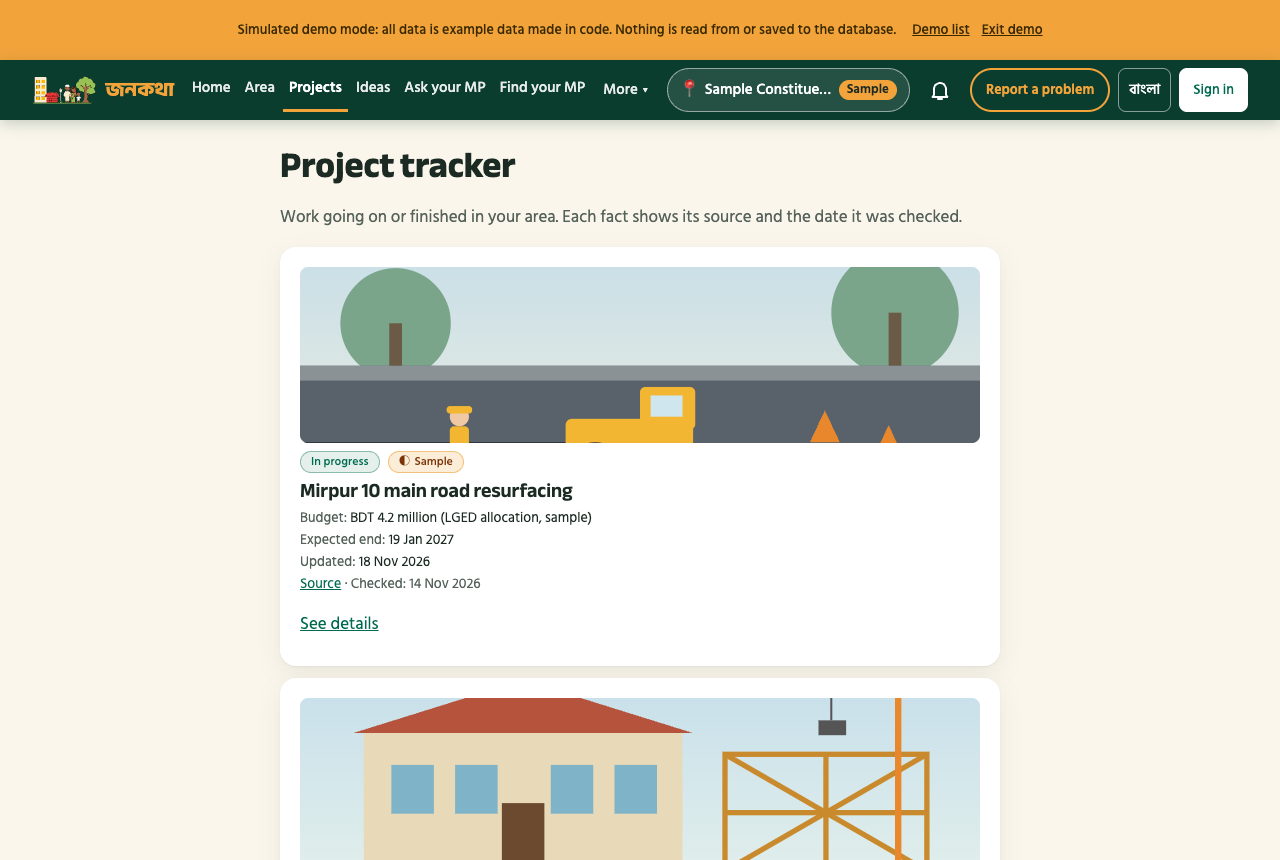 Simulated demo mode: all data is example data made in code. Nothing is read from or saved to the database. Demo list Exit demo
জনকথা Home Area Projects Ideas Ask your MP Find your MP More ▾ Sample Constitue... Sample Report a problem বাংলা Sign in
Project tracker
Work going on or finished in your area. Each fact shows its source and the date it was checked.
In progress Sample
Mirpur 10 main road resurfacing
Budget: BDT 4.2 million (LGED allocation, sample)
Expected end: 19 Jan 2027
Updated: 18 Nov 2026
Source · Checked: 14 Nov 2026
See details